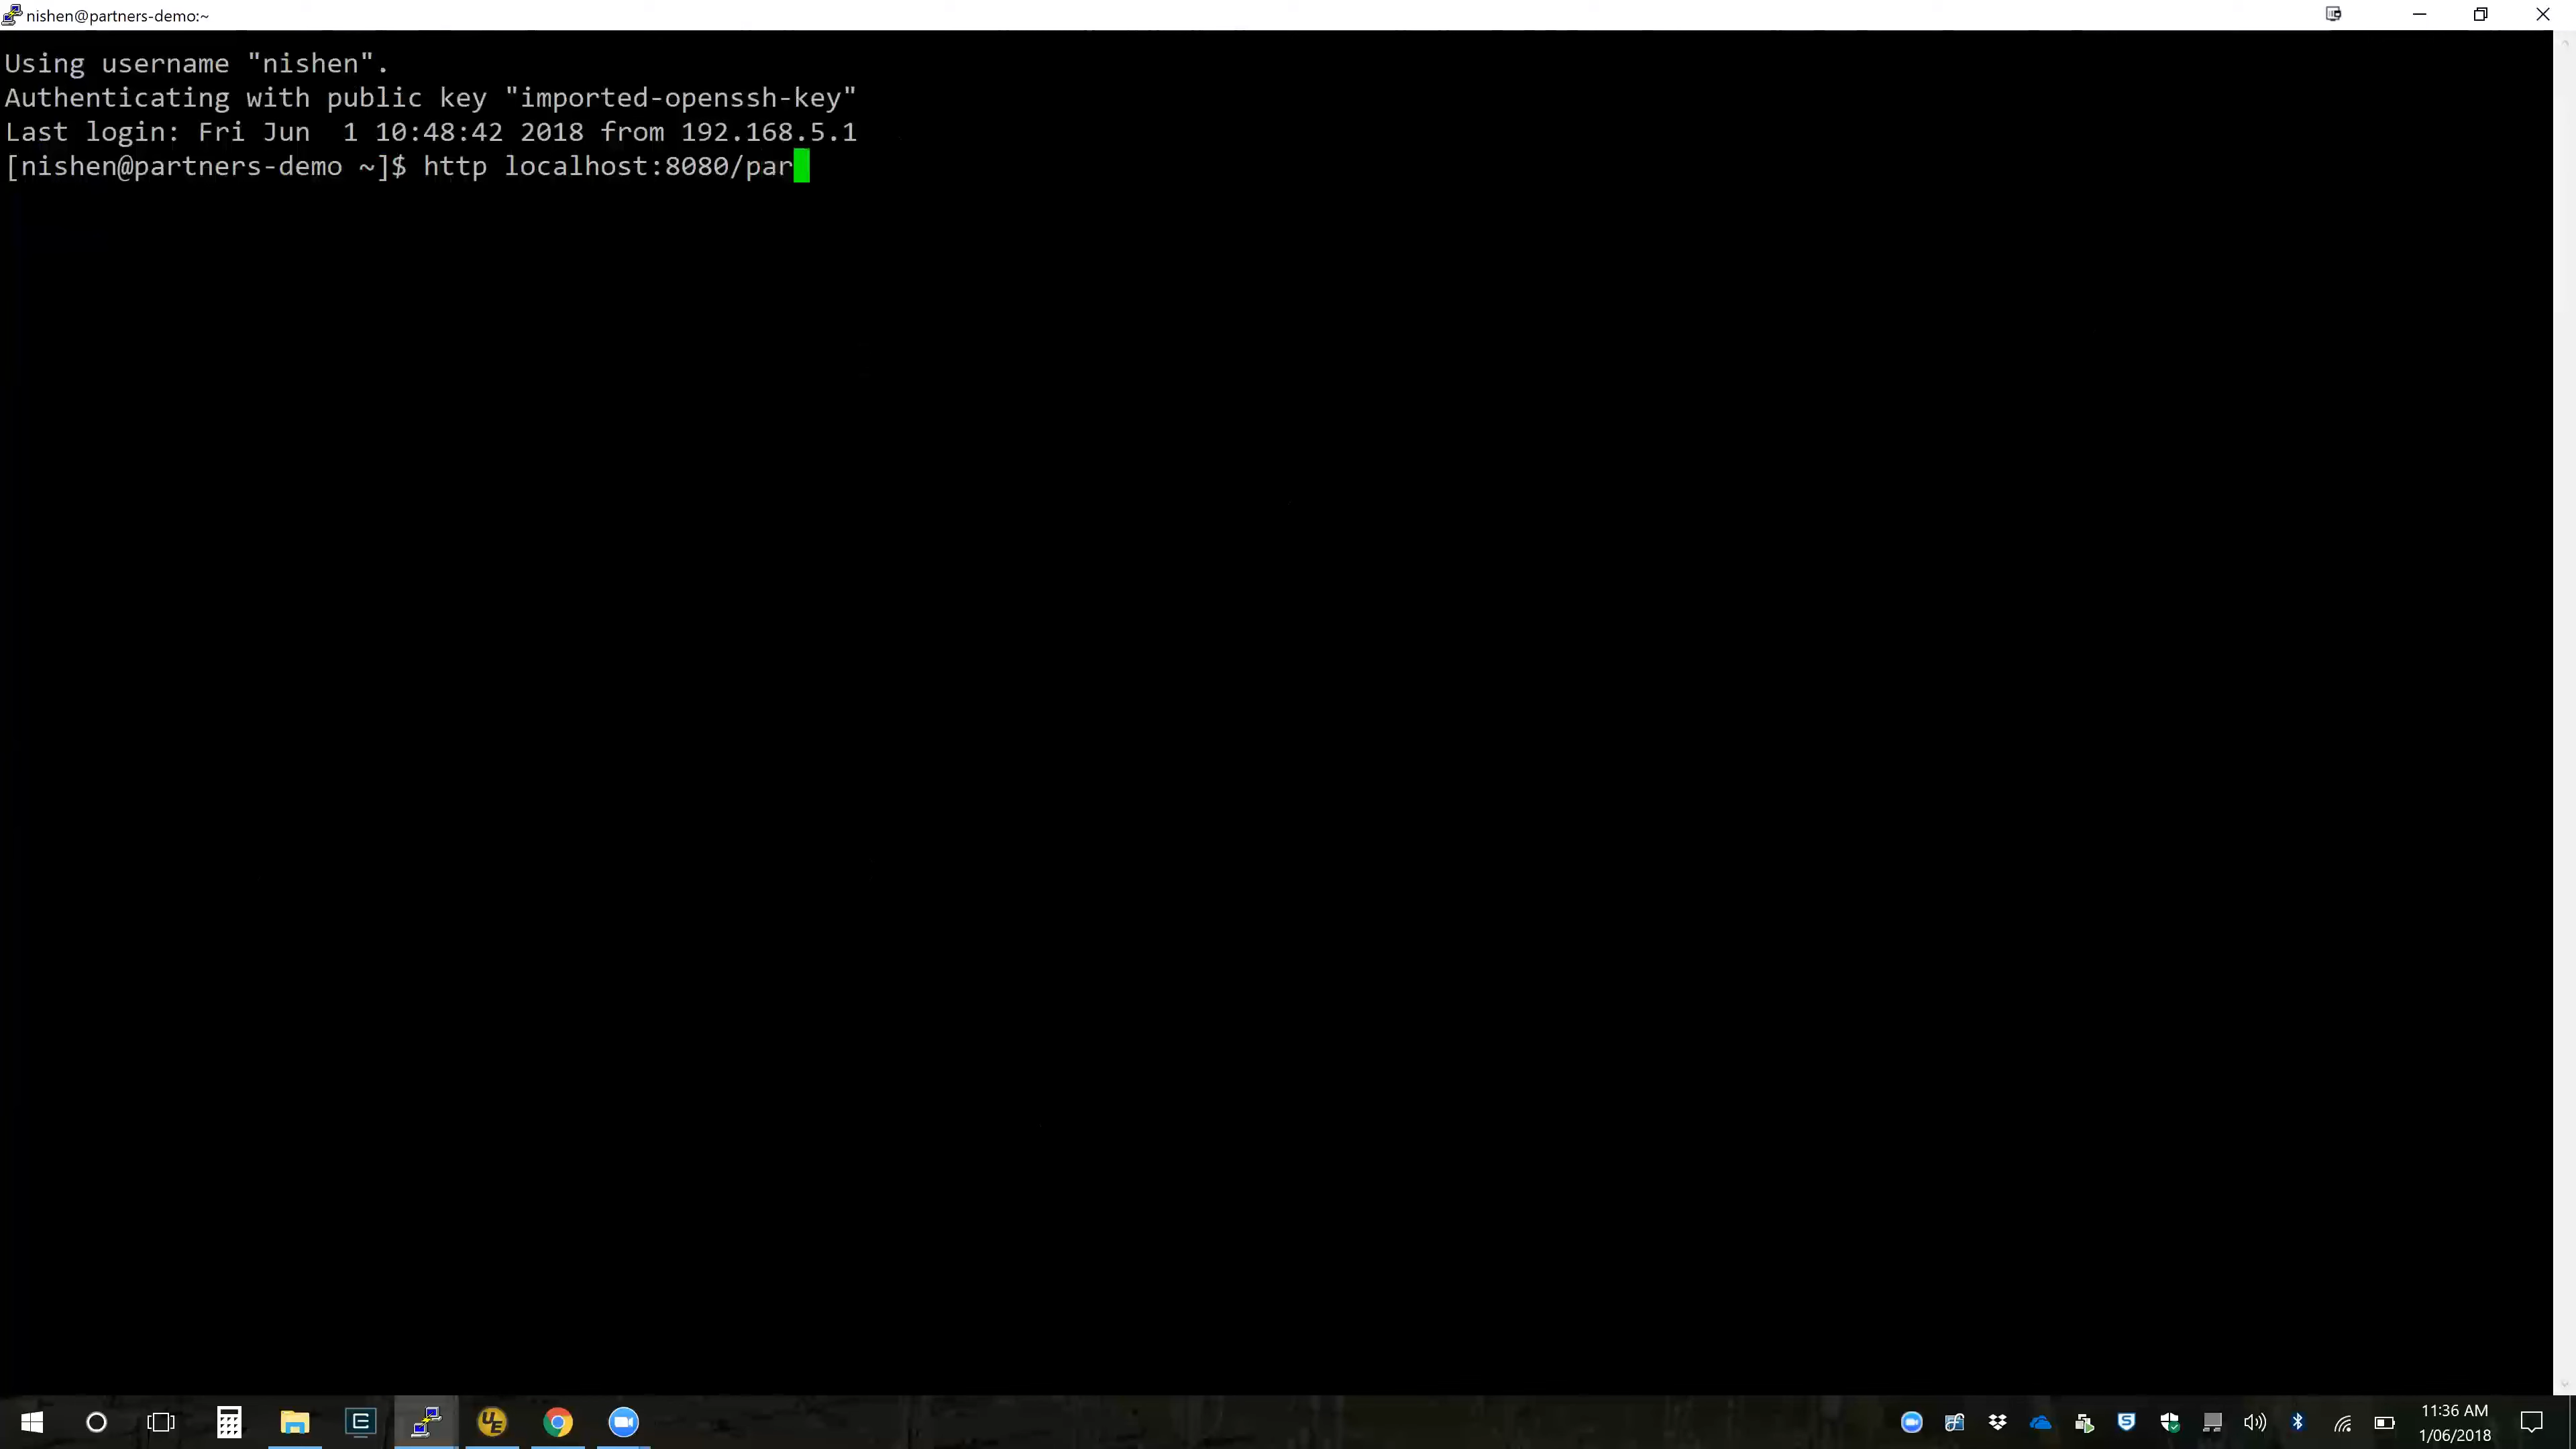 nishen@partners-demo:~
Using username "nishen".
Authenticating with public key "imported-openssh-key"
Last login: Fri Jun  1 10:48:42 2018 from 192.168.5.1
[nishen@partners-demo ~]$ http localhost:8080/par
11:36 AM
1/06/2018